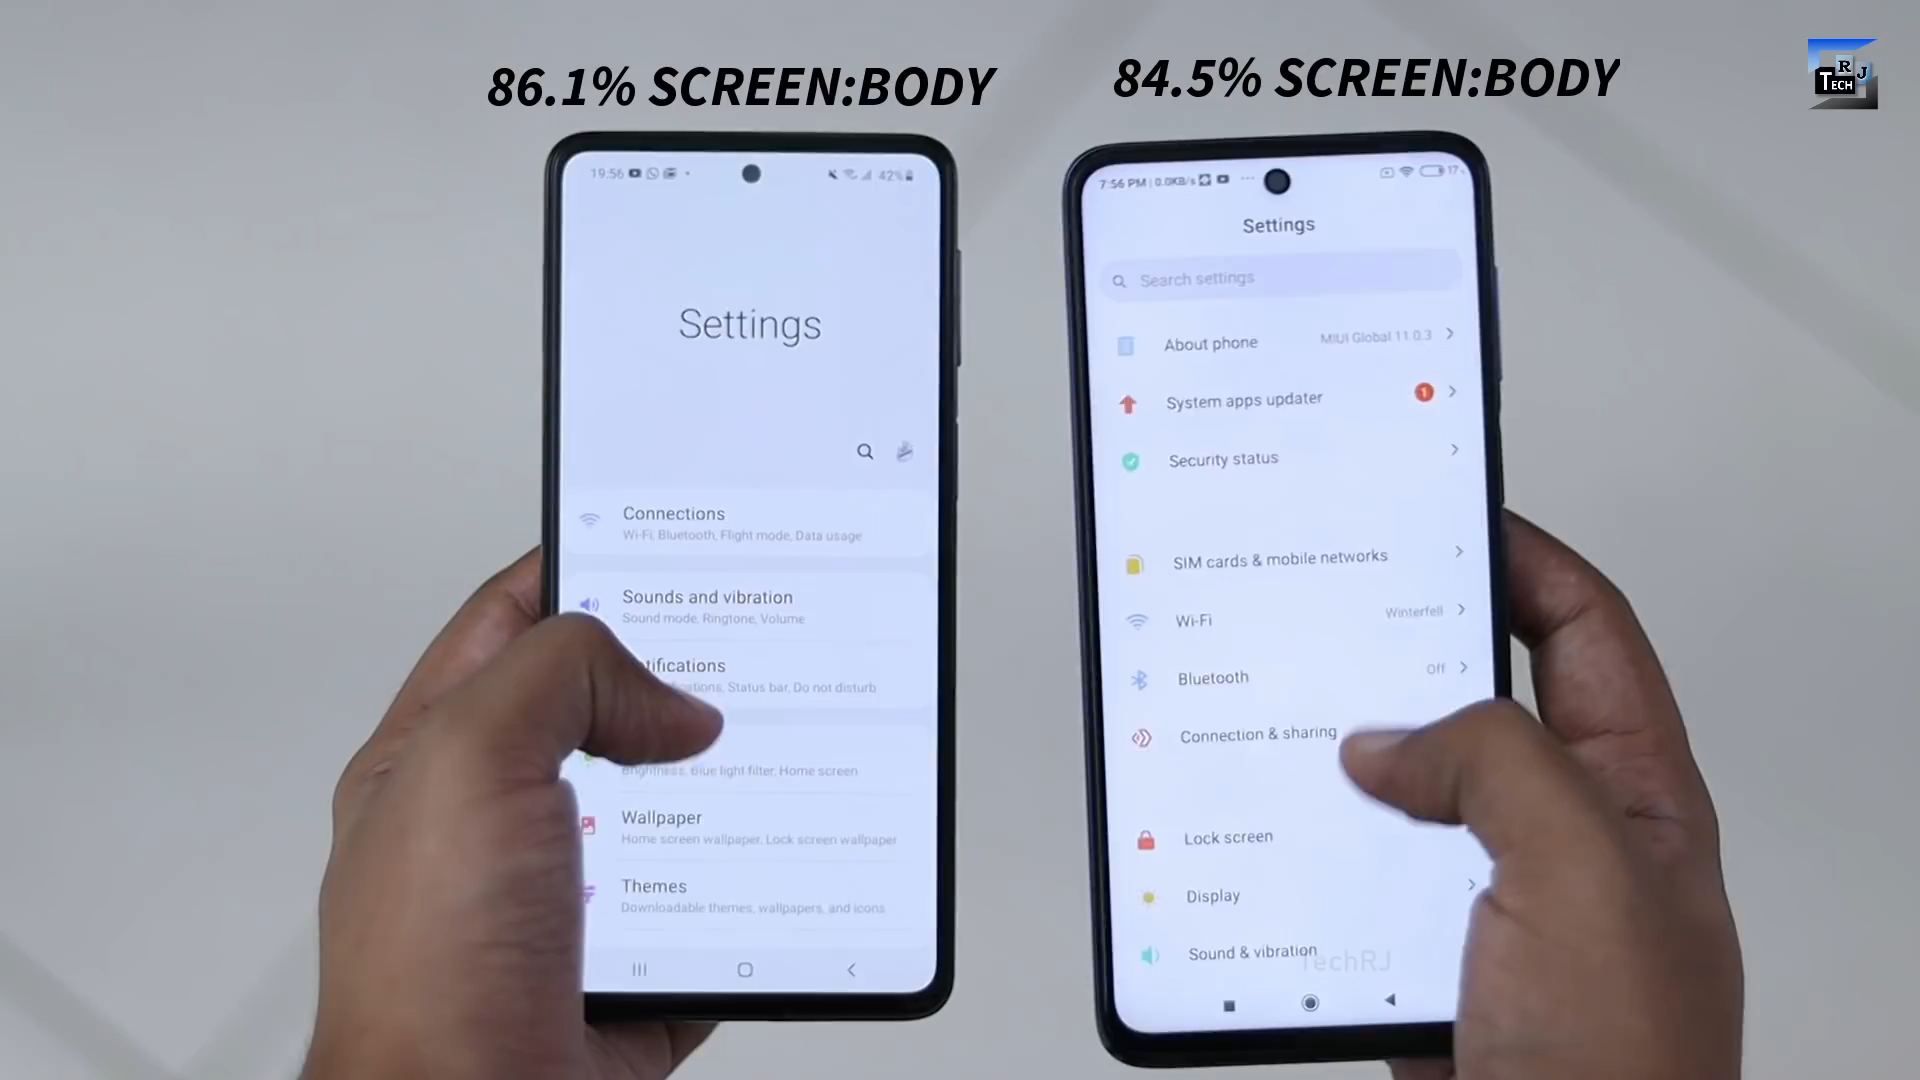 86.1% SCREEN:BODY
84.5% SCREEN:BODY
R
TECH
J
19:56
42%
Settings
Connections
Wi-Fi, Bluetooth, Flight mode, Data usage
Sounds and vibration
Sound mode, Ringtone, Volume
tifications
ations, Status bar, Do not disturb
Brightness, Blue light filter, Home screen
Wallpaper
Home screen wallpaper, Lock screen wallpaper
Themes
Downloadable themes, wallpapers, and icons
7:56 PM | 0.0KB/s
17
Settings
Search settings
About phone MIUI Global 11.0.3
System apps updater 1
Security status
SIM cards & mobile networks
Wi-Fi Winterfell
Bluetooth Off
Connection & sharing
Lock screen
Display
Sound & vibration
TechRJ